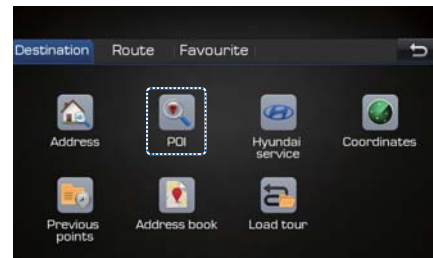 Destination Route Favourite
Address POI Hyundai service Coordinates
Previous points Address book Load tour